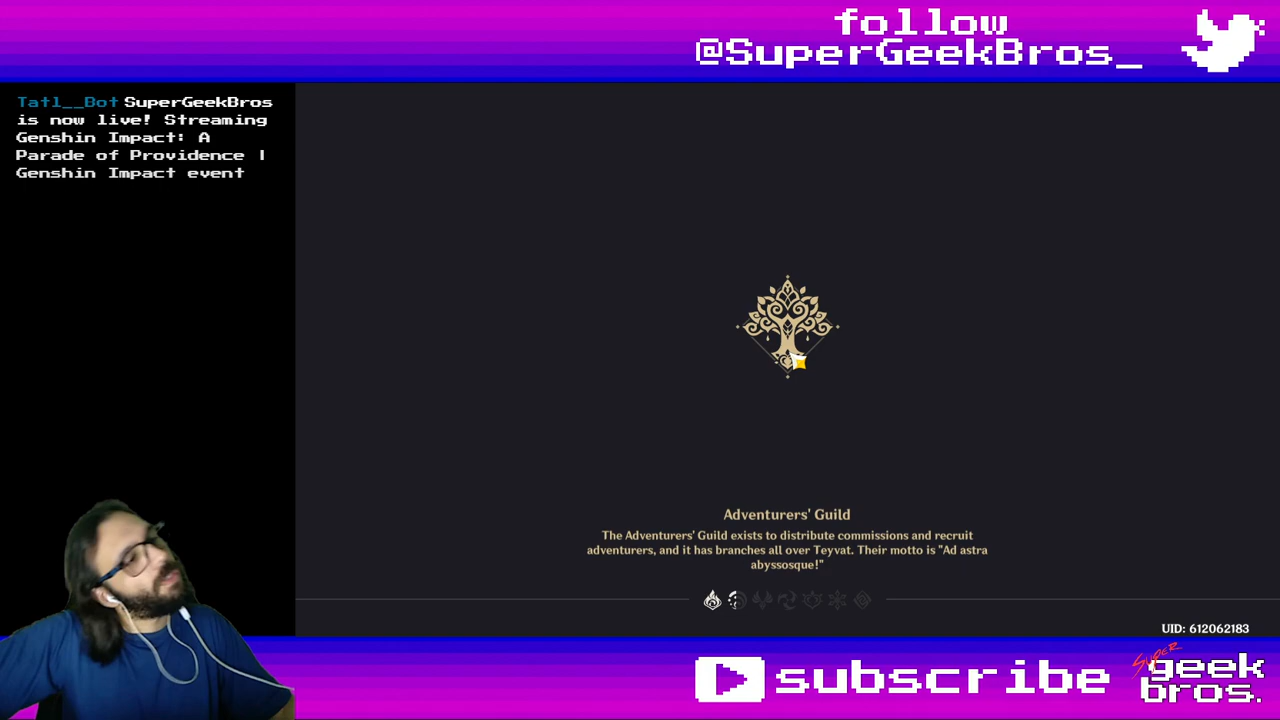 follow
@SuperGeekBros_
Tatl__Bot SuperGeekBros
is now live! Streaming
Genshin Impact: A
Parade of Providence |
Genshin Impact event
Adventurers' Guild
The Adventurers' Guild exists to distribute commissions and recruit
adventurers, and it has branches all over Teyvat. Their motto is "Ad astra
abyssosque!"
UID: 612062183
subscribe
SUPER
geek
bros.